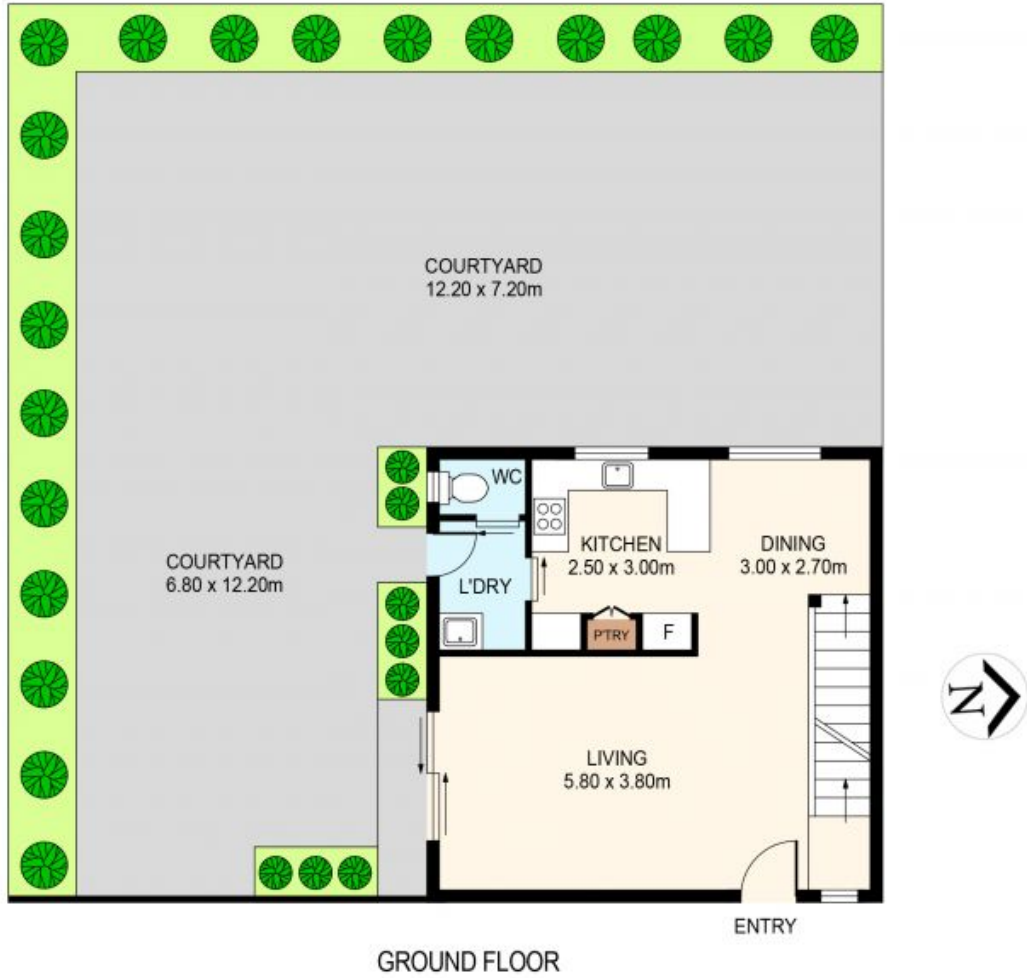 COURTYARD
12.20 x 7.20m
WC
KITCHEN
2.50 x 3.00m
DINING
3.00 x 2.70m
COURTYARD
6.80 x 12.20m
L'DRY
P'TRY
F
N
LIVING
5.80 x 3.80m
ENTRY
GROUND FLOOR